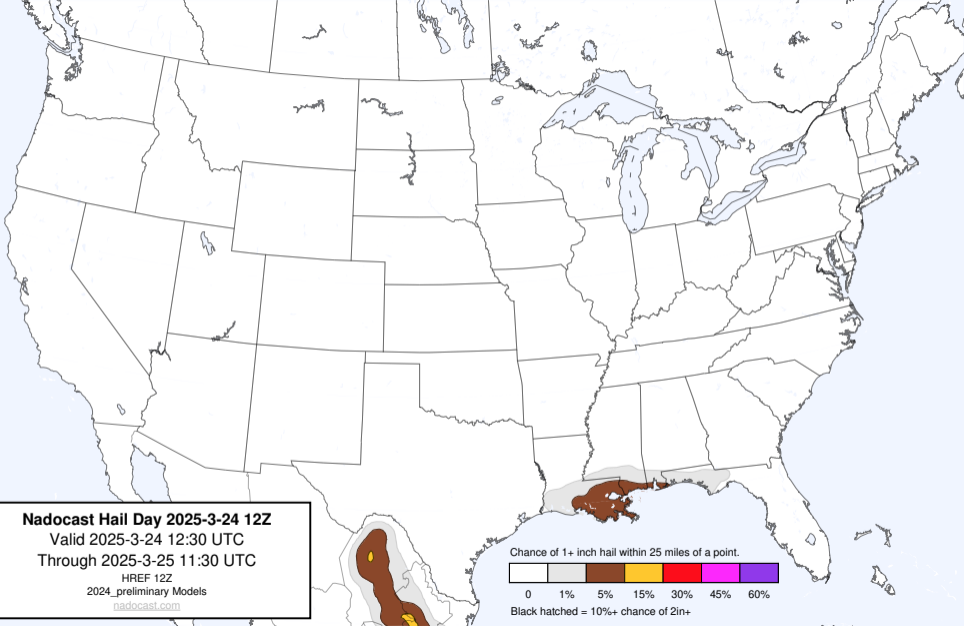 Nadocast Hail Day 2025-3-24 12Z
Valid 2025-3-24 12:30 UTC
Through 2025-3-25 11:30 UTC
HREF 12Z
2024_preliminary Models
nadocast.com
Chance of 1+ inch hail within 25 miles of a point.
0 1% 5% 15% 30% 45% 60%
Black hatched = 10%+ chance of 2in+